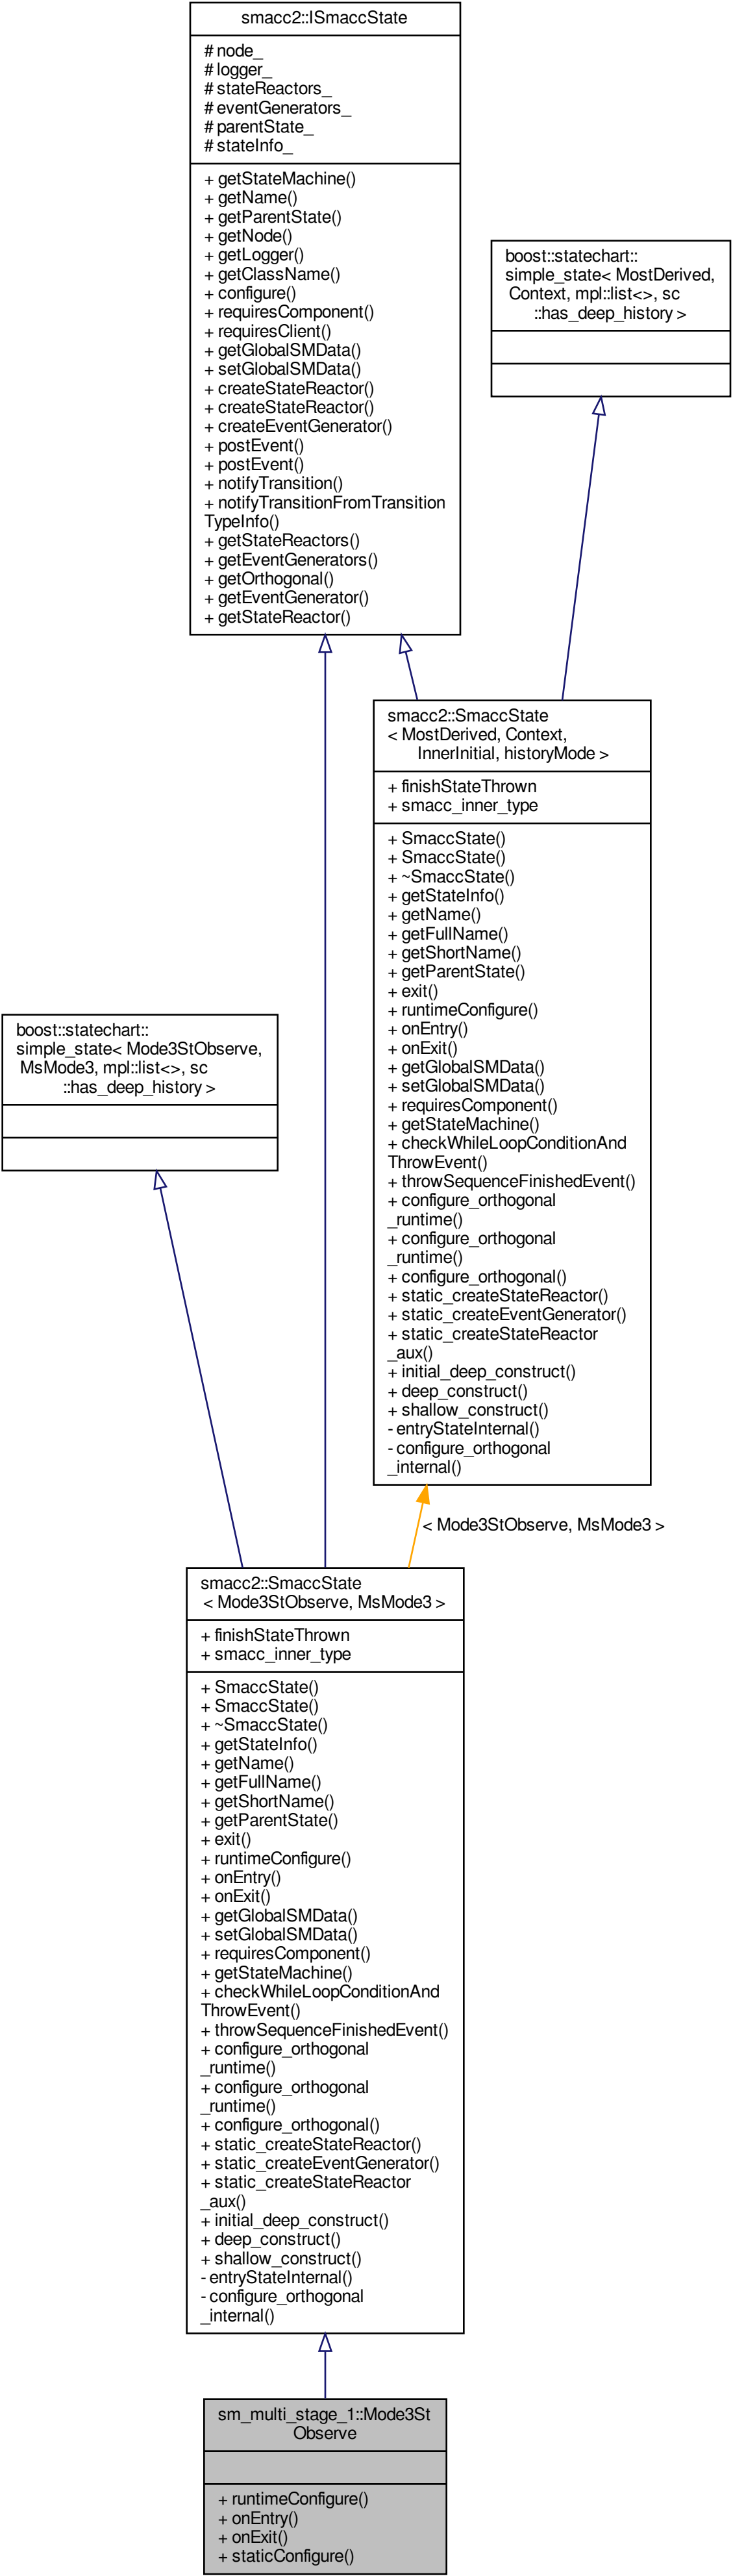 smacc2::ISmaccState
# node_
# logger_
# stateReactors_
# eventGenerators_
# parentState_
# stateInfo_
+ getStateMachine()
+ getName()
+ getParentState()
+ getNode()
+ getLogger()
+ getClassName()
+ configure()
+ requiresComponent()
+ requiresClient()
+ getGlobalSMData()
+ setGlobalSMData()
+ createStateReactor()
+ createStateReactor()
+ createEventGenerator()
+ postEvent()
+ postEvent()
+ notifyTransition()
+ notifyTransitionFromTransition
TypeInfo()
+ getStateReactors()
+ getEventGenerators()
+ getOrthogonal()
+ getEventGenerator()
+ getStateReactor()
boost::statechart::
simple_state< MostDerived,
Context, mpl::list<>, sc
::has_deep_history >
smacc2::SmaccState
< MostDerived, Context,
InnerInitial, historyMode >
+ finishStateThrown
+ smacc_inner_type
+ SmaccState()
+ SmaccState()
+ ~SmaccState()
+ getStateInfo()
+ getName()
+ getFullName()
+ getShortName()
+ getParentState()
+ exit()
+ runtimeConfigure()
+ onEntry()
+ onExit()
+ getGlobalSMData()
+ setGlobalSMData()
+ requiresComponent()
+ getStateMachine()
+ checkWhileLoopConditionAnd
ThrowEvent()
+ throwSequenceFinishedEvent()
+ configure_orthogonal
_runtime()
+ configure_orthogonal
_runtime()
+ configure_orthogonal()
+ static_createStateReactor()
+ static_createEventGenerator()
+ static_createStateReactor
_aux()
+ initial_deep_construct()
+ deep_construct()
+ shallow_construct()
- entryStateInternal()
- configure_orthogonal
_internal()
boost::statechart::
simple_state< Mode3StObserve,
MsMode3, mpl::list<>, sc
::has_deep_history >
< Mode3StObserve, MsMode3 >
smacc2::SmaccState
< Mode3StObserve, MsMode3 >
+ finishStateThrown
+ smacc_inner_type
+ SmaccState()
+ SmaccState()
+ ~SmaccState()
+ getStateInfo()
+ getName()
+ getFullName()
+ getShortName()
+ getParentState()
+ exit()
+ runtimeConfigure()
+ onEntry()
+ onExit()
+ getGlobalSMData()
+ setGlobalSMData()
+ requiresComponent()
+ getStateMachine()
+ checkWhileLoopConditionAnd
ThrowEvent()
+ throwSequenceFinishedEvent()
+ configure_orthogonal
_runtime()
+ configure_orthogonal
_runtime()
+ configure_orthogonal()
+ static_createStateReactor()
+ static_createEventGenerator()
+ static_createStateReactor
_aux()
+ initial_deep_construct()
+ deep_construct()
+ shallow_construct()
- entryStateInternal()
- configure_orthogonal
_internal()
sm_multi_stage_1::Mode3St
Observe
+ runtimeConfigure()
+ onEntry()
+ onExit()
+ staticConfigure()